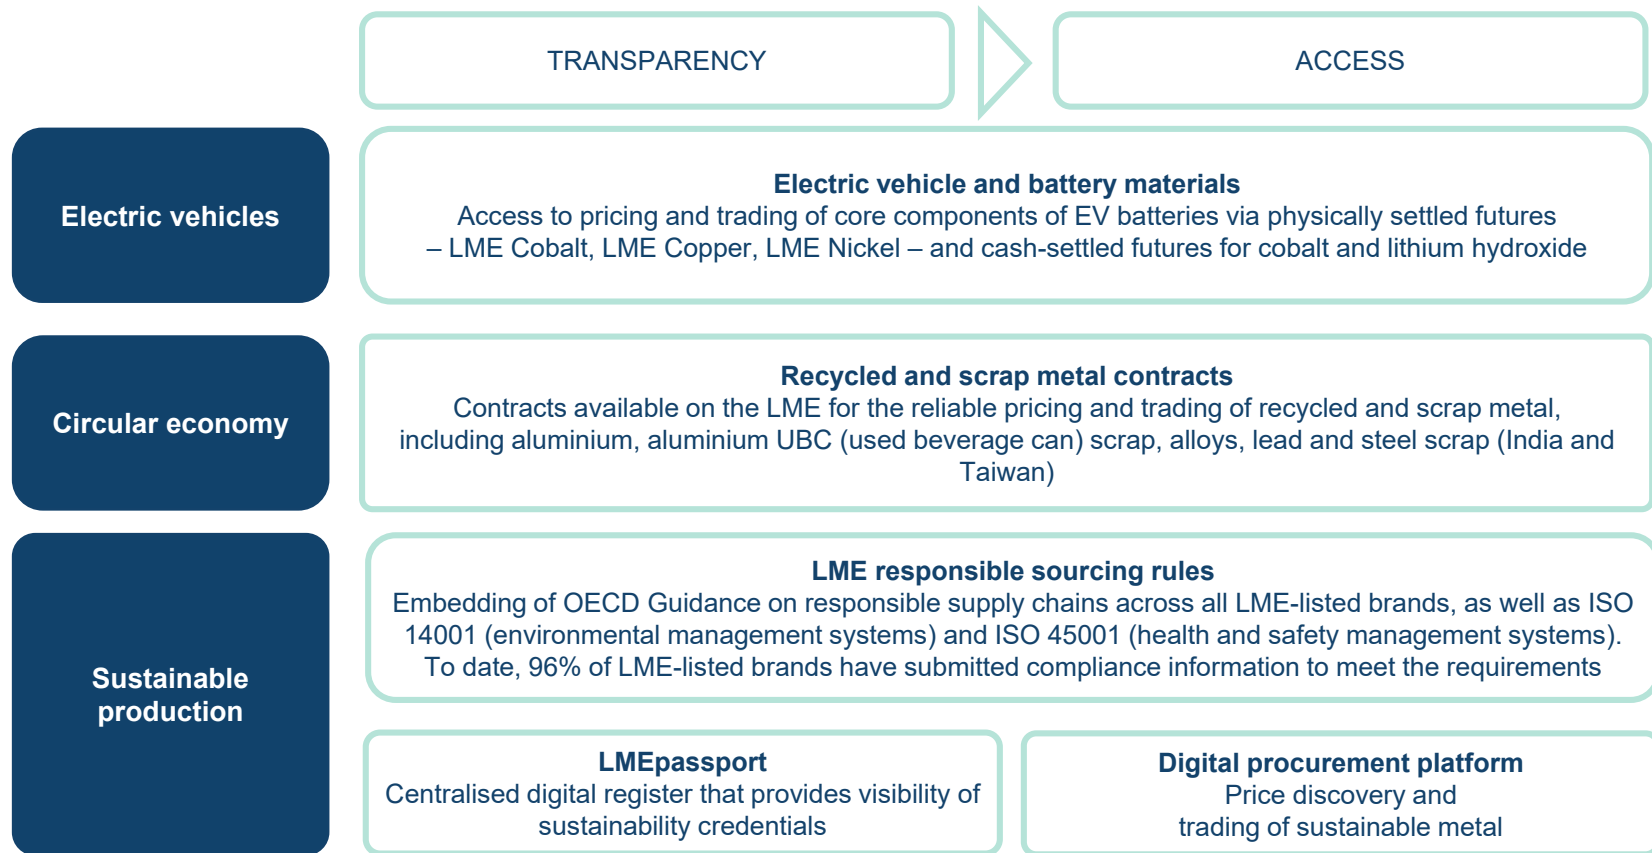 TRANSPARENCY
ACCESS
Electric vehicles
Electric vehicle and battery materials
Access to pricing and trading of core components of EV batteries via physically settled futures
– LME Cobalt, LME Copper, LME Nickel – and cash-settled futures for cobalt and lithium hydroxide
Circular economy
Recycled and scrap metal contracts
Contracts available on the LME for the reliable pricing and trading of recycled and scrap metal,
including aluminium, aluminium UBC (used beverage can) scrap, alloys, lead and steel scrap (India and
Taiwan)
Sustainable
production
LME responsible sourcing rules
Embedding of OECD Guidance on responsible supply chains across all LME-listed brands, as well as ISO
14001 (environmental management systems) and ISO 45001 (health and safety management systems).
To date, 96% of LME-listed brands have submitted compliance information to meet the requirements
LMEpassport
Centralised digital register that provides visibility of
sustainability credentials
Digital procurement platform
Price discovery and
trading of sustainable metal